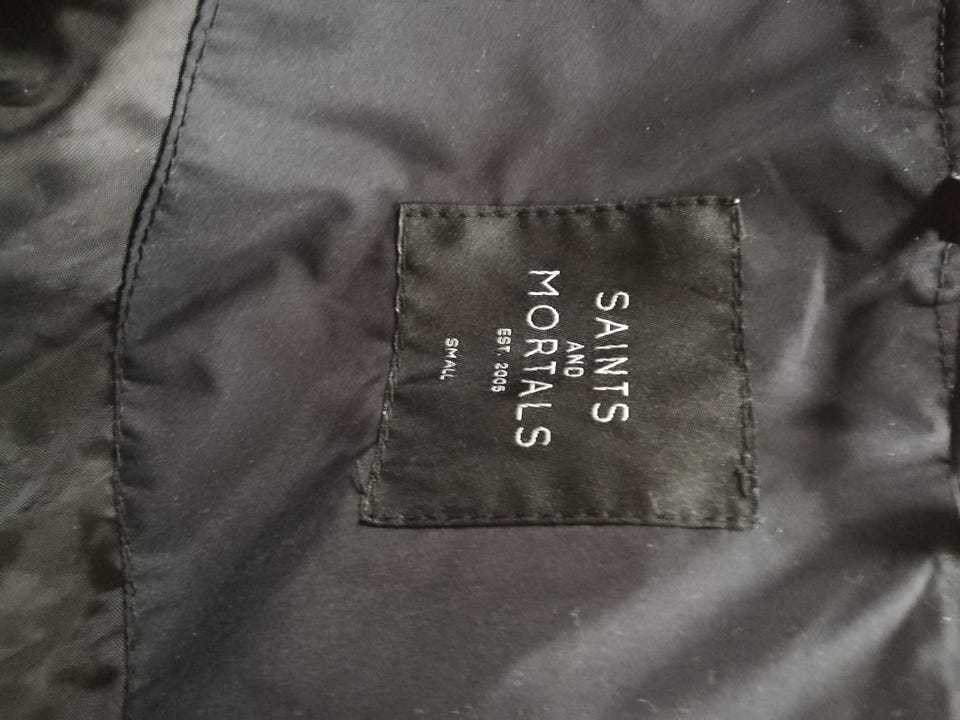 SAINTS
AND
MORTALS
EST. 2005
SMALL